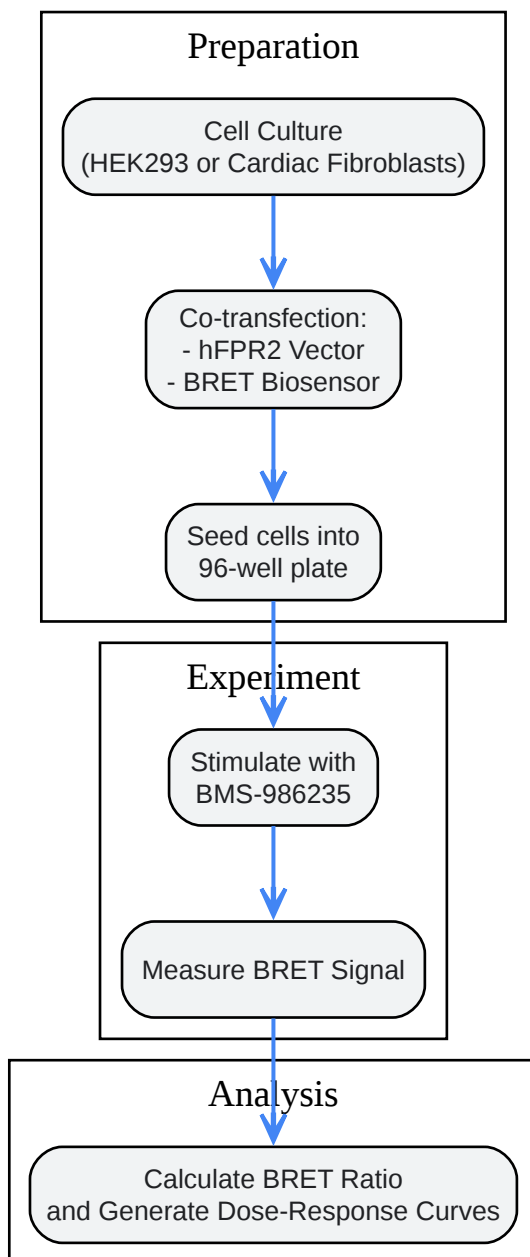 Preparation
Cell Culture
(HEK293 or Cardiac Fibroblasts)
Co-transfection:
- hFPR2 Vector
- BRET Biosensor
Seed cells into
96-well plate
Experiment
Stimulate with
BMS-986235
Measure BRET Signal
Analysis
Calculate BRET Ratio
and Generate Dose-Response Curves